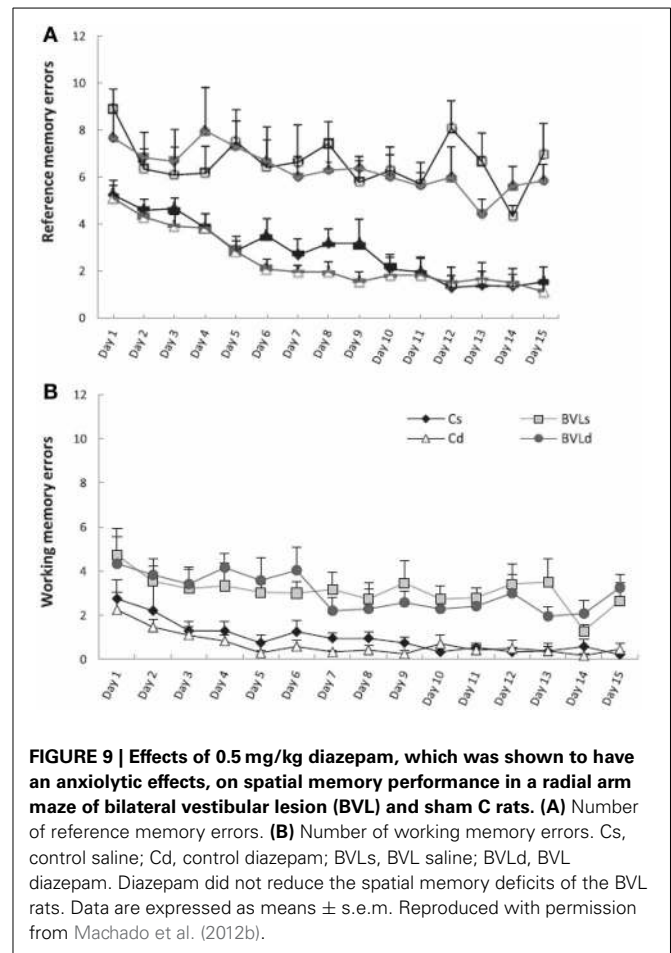 A
Reference memory errors
12
10
8
6
4
2
0
Day 1 Day 2 Day 3 Day 4 Day 5 Day 6 Day 7 Day 8 Day 9 Day 10 Day 11 Day 12 Day 13 Day 14 Day 15
B
Working memory errors
12
10
8
6
4
2
0
Cs BVLs
Cd BVLd
Day 1 Day 2 Day 3 Day 4 Day 5 Day 6 Day 7 Day 8 Day 9 Day 10 Day 11 Day 12 Day 13 Day 14 Day 15
FIGURE 9 | Effects of 0.5 mg/kg diazepam, which was shown to have
an anxiolytic effects, on spatial memory performance in a radial arm
maze of bilateral vestibular lesion (BVL) and sham C rats. (A) Number
of reference memory errors. (B) Number of working memory errors. Cs,
control saline; Cd, control diazepam; BVLs, BVL saline; BVLd, BVL
diazepam. Diazepam did not reduce the spatial memory deficits of the BVL
rats. Data are expressed as means ± s.e.m. Reproduced with permission
from Machado et al. (2012b).